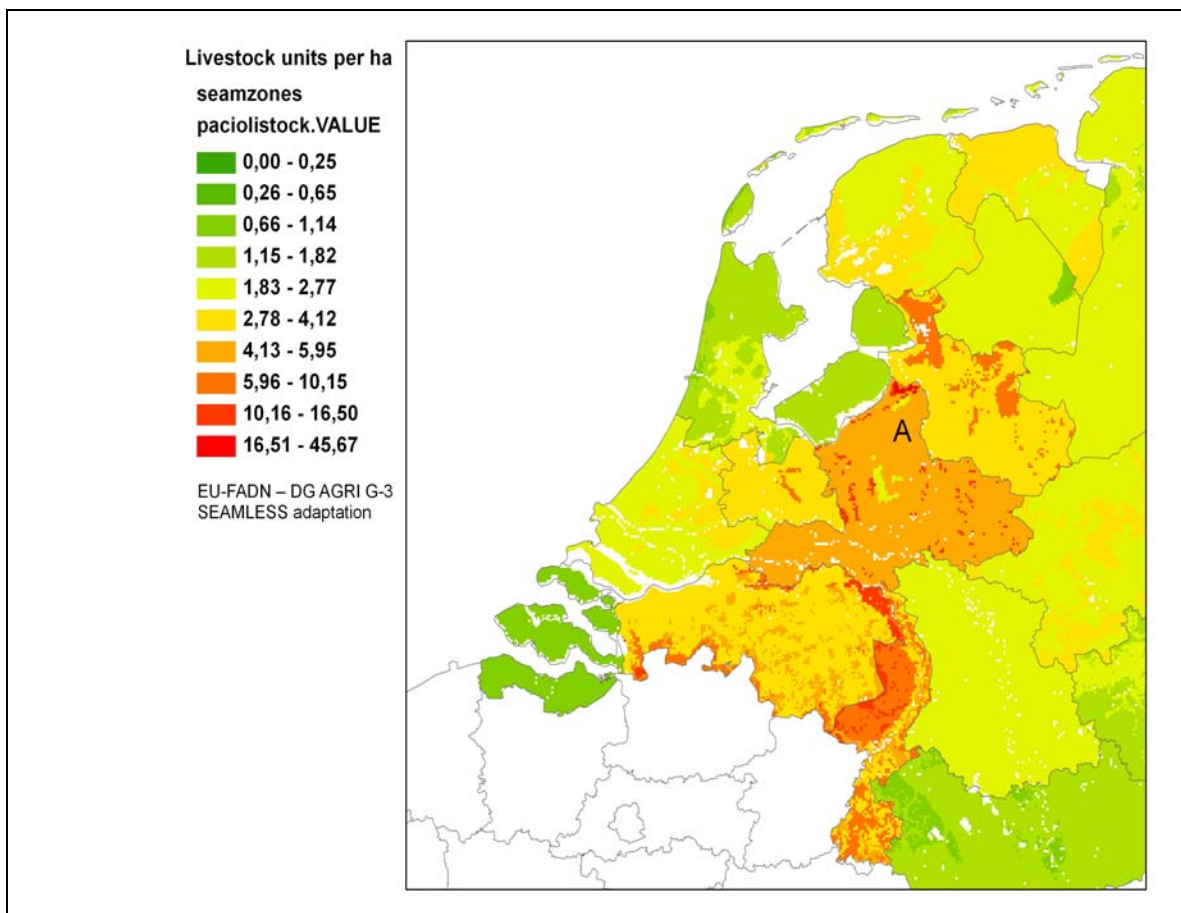 Livestock units per ha
seamzones
paciolistock.VALUE
0,00 - 0,25
0,26 - 0,65
0,66 - 1,14
1,15 - 1,82
1,83 - 2,77
2,78 - 4,12
4,13 - 5,95
5,96 - 10,15
10,16 - 16,50
16,51 - 45,67
EU-FADN – DG AGRI G-3
SEAMLESS adaptation
A